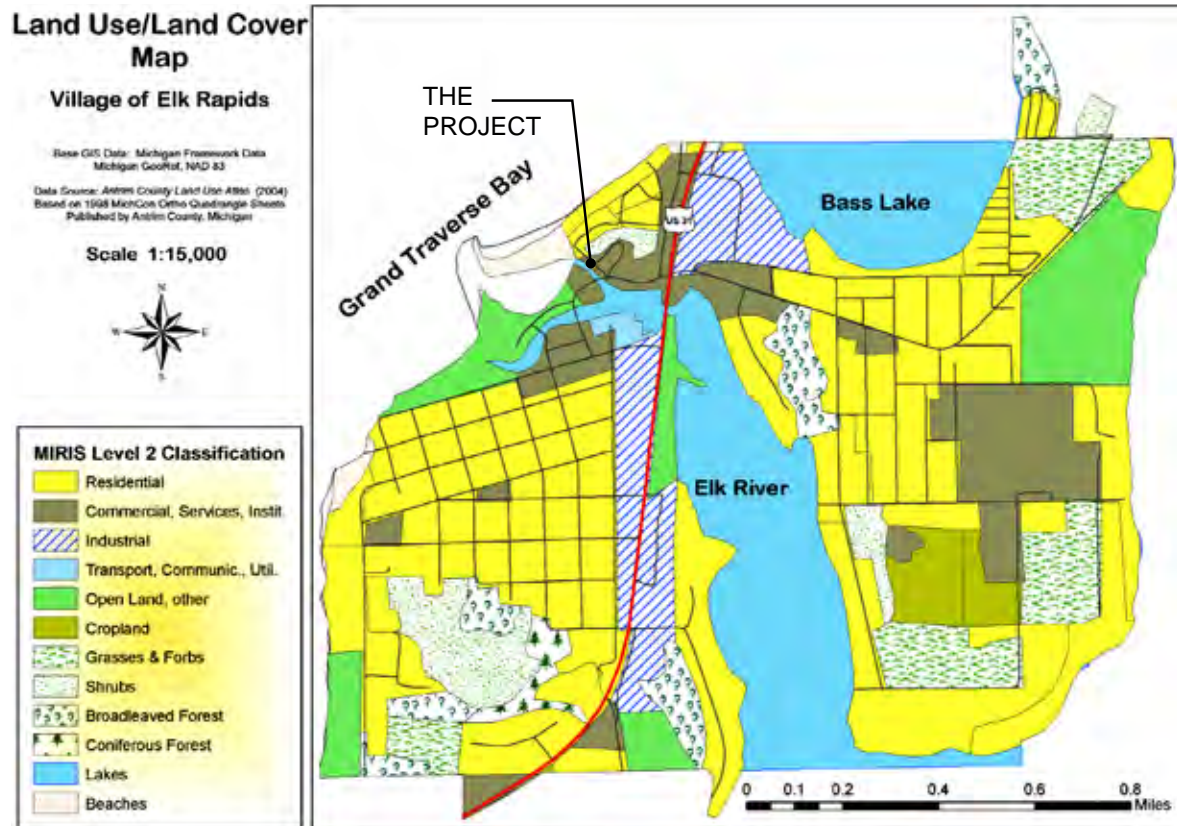 Land Use/Land Cover
Map
Village of Elk Rapids
Base GIS Data: Michigan Framework Data
Michigan GeoRef, NAD 83
Data Source: Antrim County Land Use Atlas (2004)
Based on 1998 MichCon Ortho Quadrangle Sheets
Published by Antrim County, Michigan
Scale 1:15,000
N
W E
S
MIRIS Level 2 Classification
Residential
Commercial, Services, Instit.
Industrial
Transport, Communic., Util.
Open Land, other
Cropland
Grasses & Forbs
Shrubs
Broadleaved Forest
Coniferous Forest
Lakes
Beaches
THE
PROJECT
Grand Traverse Bay
US 31
Bass Lake
Elk River
0 0.1 0.2 0.4 0.6 0.8
Miles